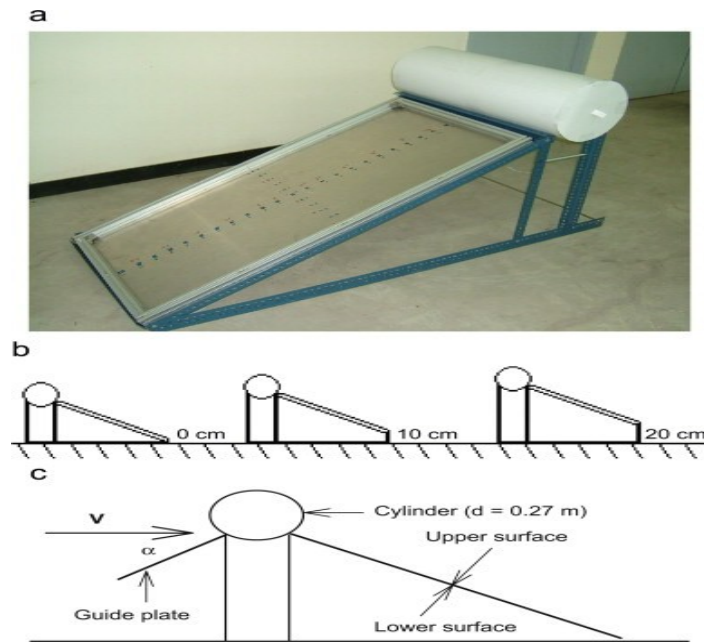 a
b
0 cm
10 cm
20 cm
c
V
Cylinder (d = 0.27 m)
Upper surface
α
Guide plate
Lower surface